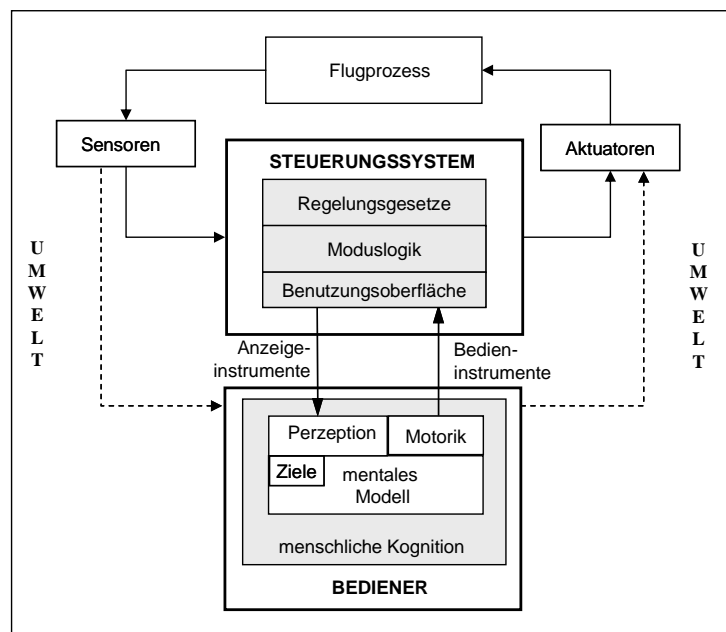 Flugprozess
Sensoren
Aktuatoren
STEUERUNGSSYSTEM
Regelungsgesetze
Moduslogik
Benutzungsoberfläche
U
M
W
E
L
T
U
M
W
E
L
T
Anzeige-
instrumente
Bedien-
instrumente
Perzeption
Motorik
Ziele
mentales
Modell
menschliche Kognition
BEDIENER